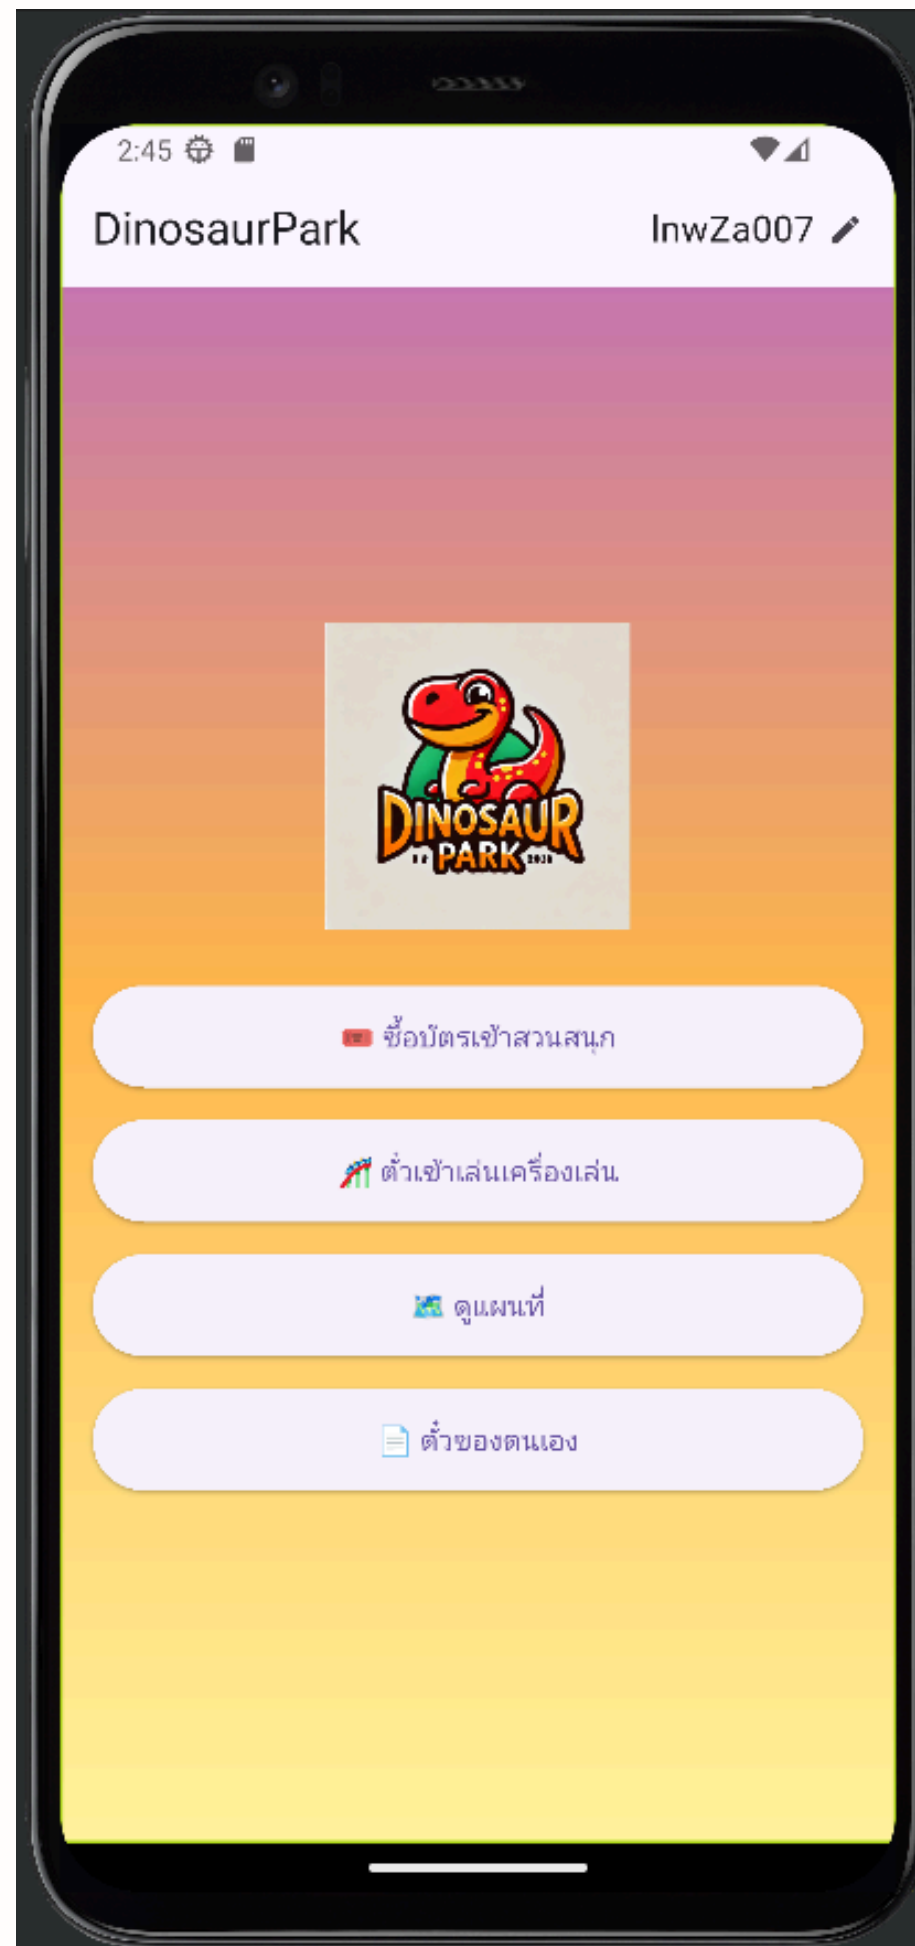 2:45
DinosaurPark
lnwZa007
DINOSAUR
PARK
🎟️ ซื้อบัตรเข้าสวนสนุก
🎢 ตั๋วเข้าเล่นเครื่องเล่น
🗺️ ดูแผนที่
📄 ตั๋วของตนเอง